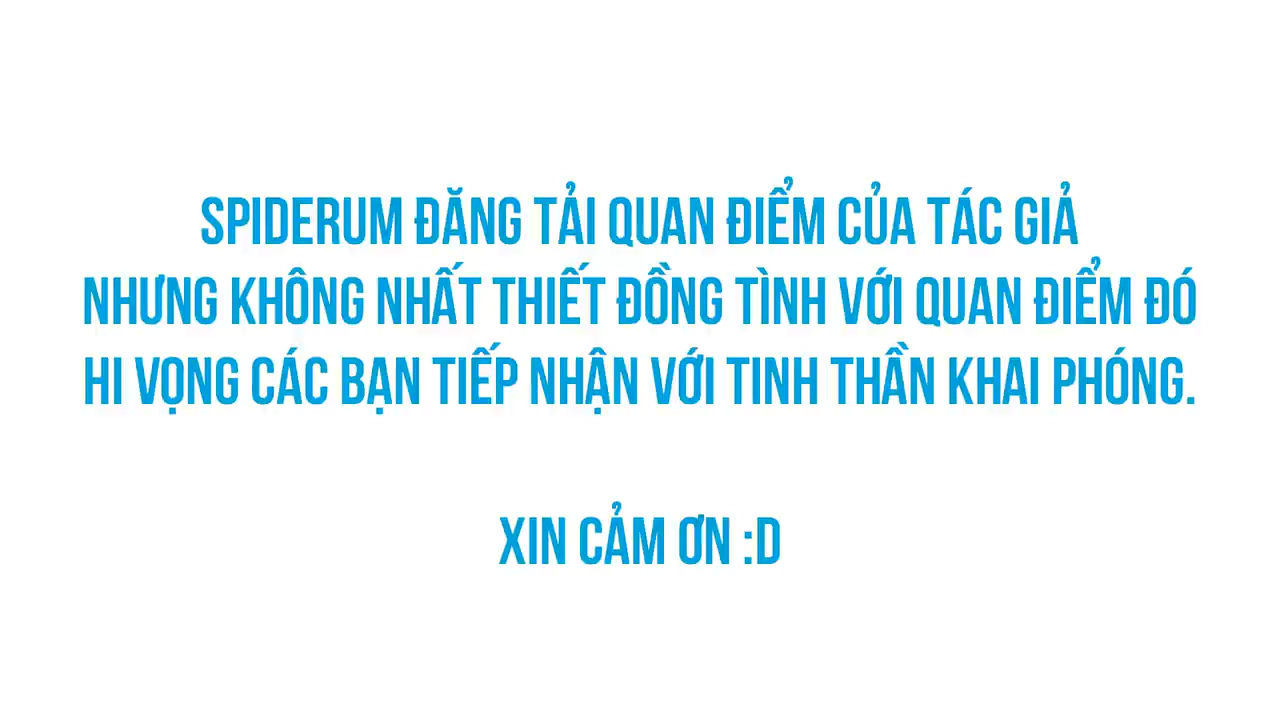 SPIDERUM ĐĂNG TẢI QUAN ĐIỂM CỦA TÁC GIẢ
NHƯNG KHÔNG NHẤT THIẾT ĐỒNG TÌNH VỚI QUAN ĐIỂM ĐÓ
HI VỌNG CÁC BẠN TIẾP NHẬN VỚI TINH THẦN KHAI PHÓNG.
XIN CẢM ƠN :D